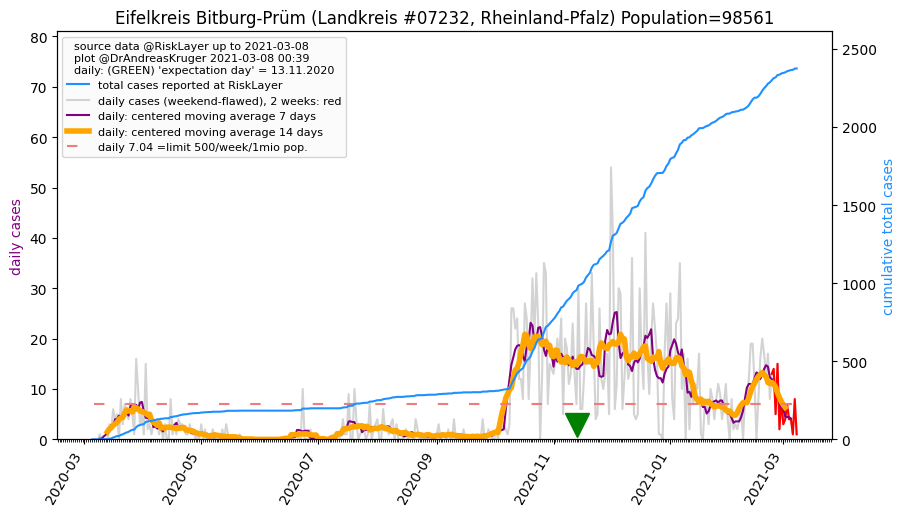 Eifelkreis Bitburg-Prüm (Landkreis #07232, Rheinland-Pfalz) Population=98561
source data @RiskLayer up to 2021-03-08
plot @DrAndreasKruger 2021-03-08 00:39
daily: (GREEN) 'expectation day' = 13.11.2020
total cases reported at RiskLayer
daily cases (weekend-flawed), 2 weeks: red
daily: centered moving average 7 days
daily: centered moving average 14 days
daily 7.04 =limit 500/week/1mio pop.
daily cases
80
70
60
50
40
30
20
10
0
cumulative total cases
2500
2000
1500
1000
500
0
2020-03
2020-05
2020-07
2020-09
2020-11
2021-01
2021-03